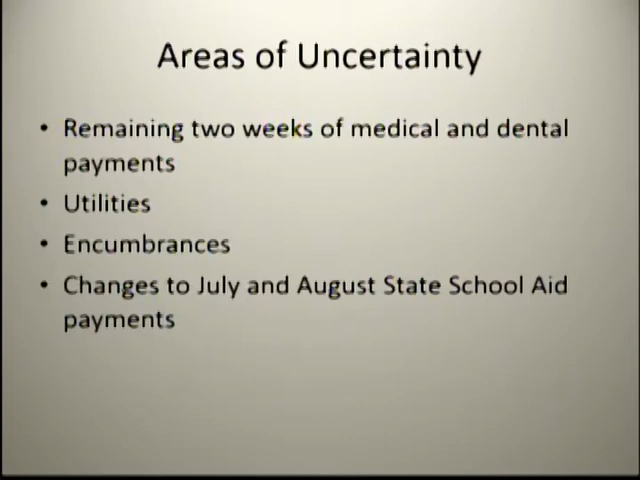 Areas of Uncertainty
• Remaining two weeks of medical and dental
payments
• Utilities
• Encumbrances
• Changes to July and August State School Aid
payments